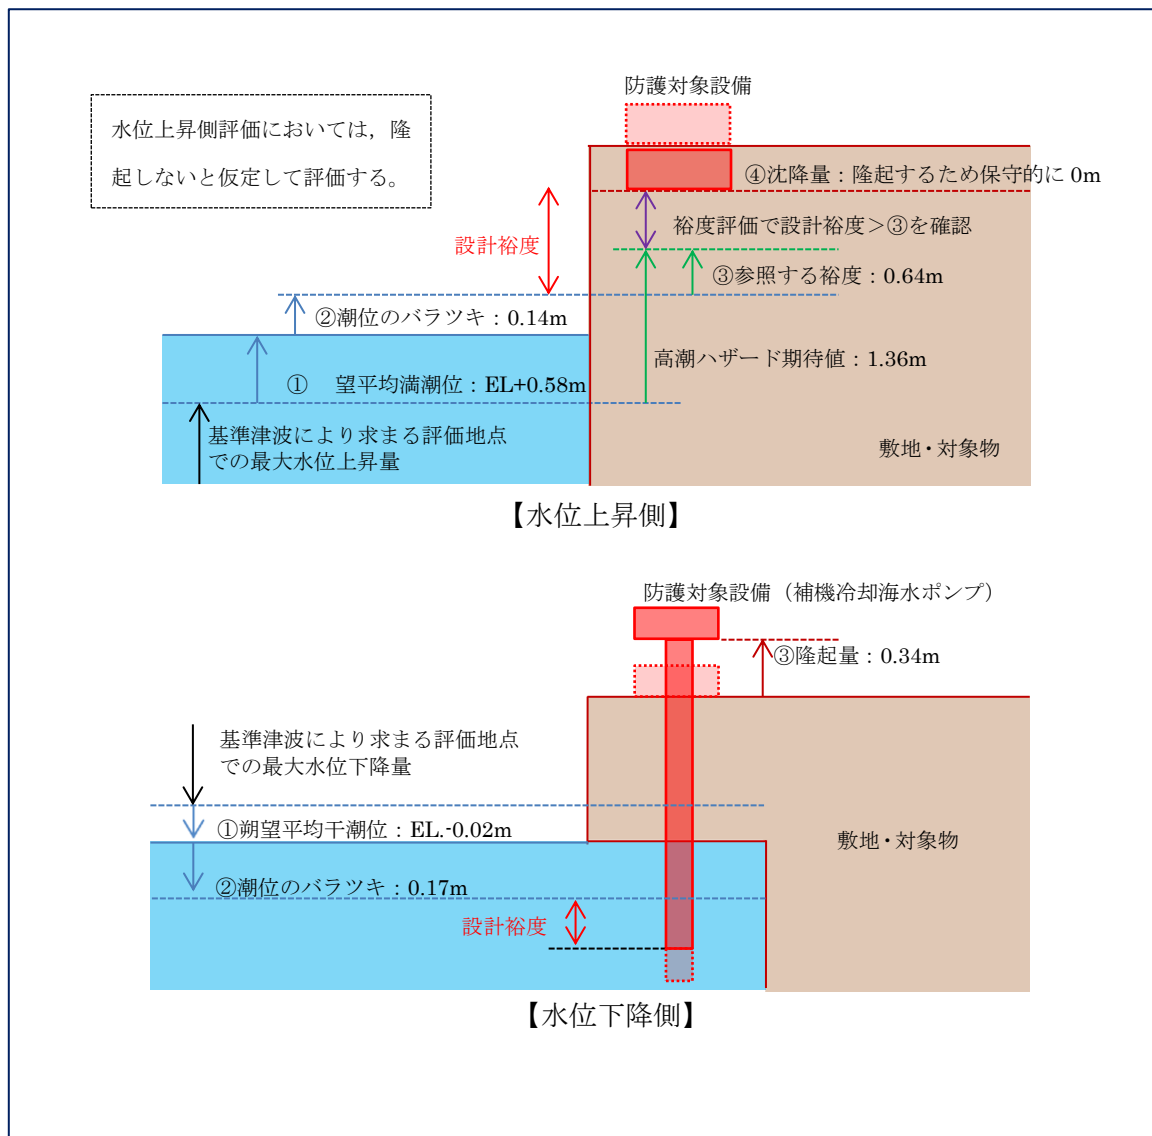 防護対象設備
水位上昇側評価においては，隆
起しないと仮定して評価する。
④沈降量：隆起するため保守的に 0m
裕度評価で設計裕度＞③を確認
設計裕度
③参照する裕度：0.64m
②潮位のバラツキ：0.14m
高潮ハザード期待値：1.36m
① 望平均満潮位：EL+0.58m
基準津波により求まる評価地点
での最大水位上昇量
敷地・対象物
【水位上昇側】
防護対象設備（補機冷却海水ポンプ）
③隆起量：0.34m
基準津波により求まる評価地点
での最大水位下降量
①朔望平均干潮位：EL.-0.02m
敷地・対象物
②潮位のバラツキ：0.17m
設計裕度
【水位下降側】